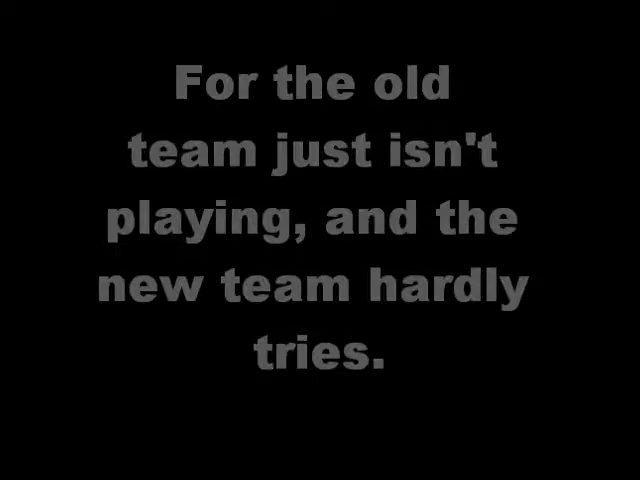 For the old
team just isn't
playing, and the
new team hardly
tries.